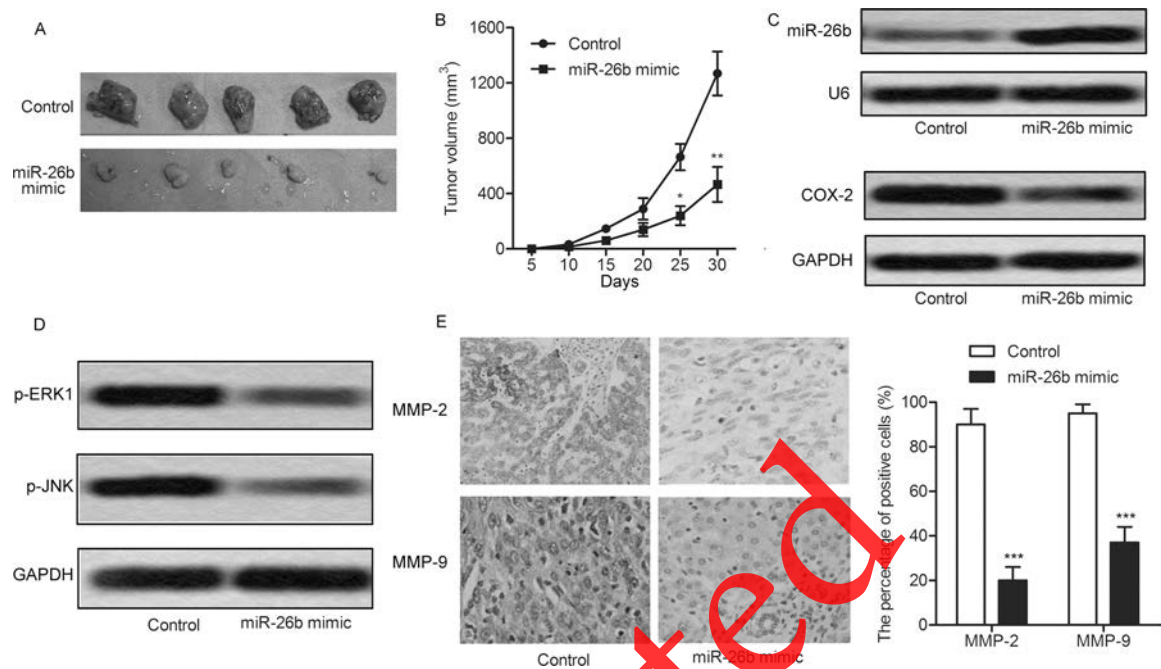 A
Control
miR-26b
mimic
B
Tumor volume (mm³)
1600
1200
800
400
0
Control
miR-26b mimic
*
**
5 10 15 20 25 30
Days
C
miR-26b
U6
Control miR-26b mimic
COX-2
GAPDH
Control miR-26b mimic
D
p-ERK1
p-JNK
GAPDH
Control miR-26b mimic
E
MMP-2
MMP-9
Control miR-26b mimic
Control
miR-26b mimic
The percentage of positive cells (%)
100
80
60
40
20
0
***
***
MMP-2 MMP-9
ed